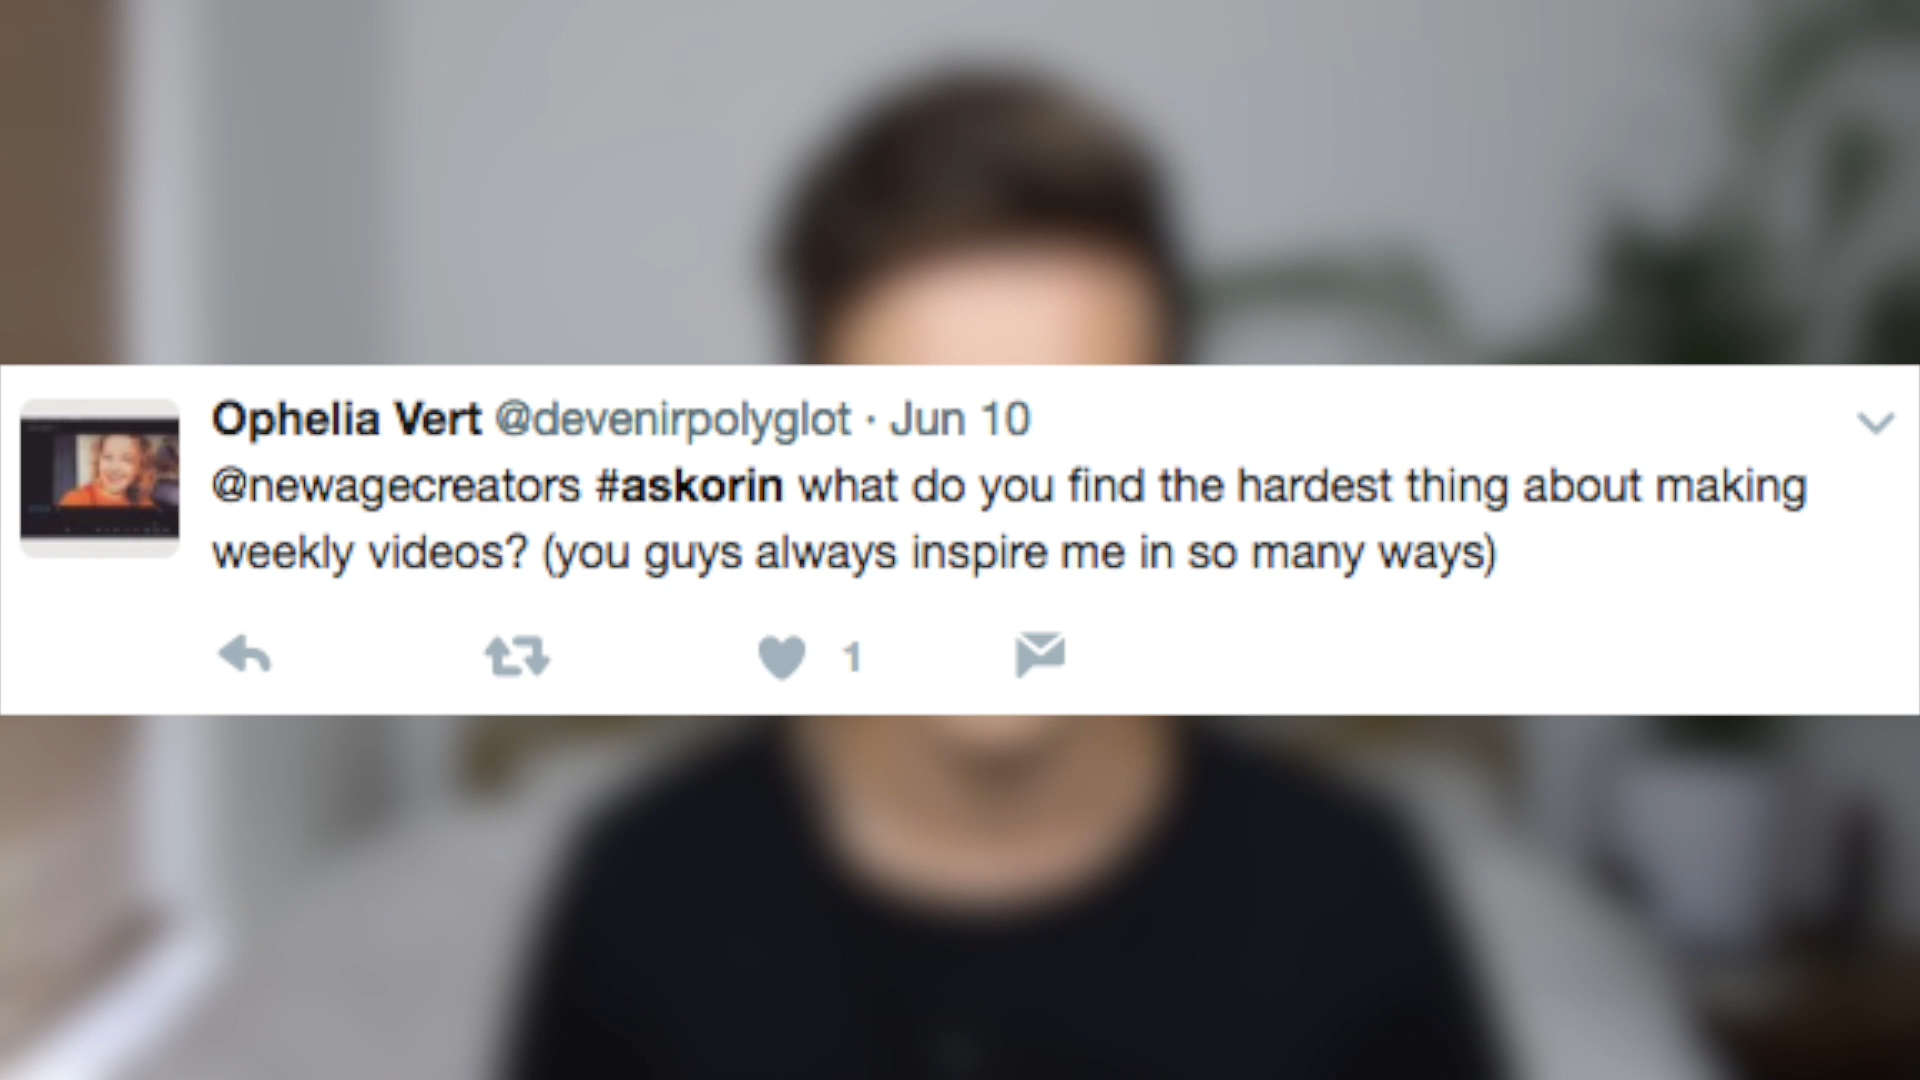 Ophelia Vert @devenirpolyglot · Jun 10
@newagecreators #askorin what do you find the hardest thing about making
weekly videos? (you guys always inspire me in so many ways)
1